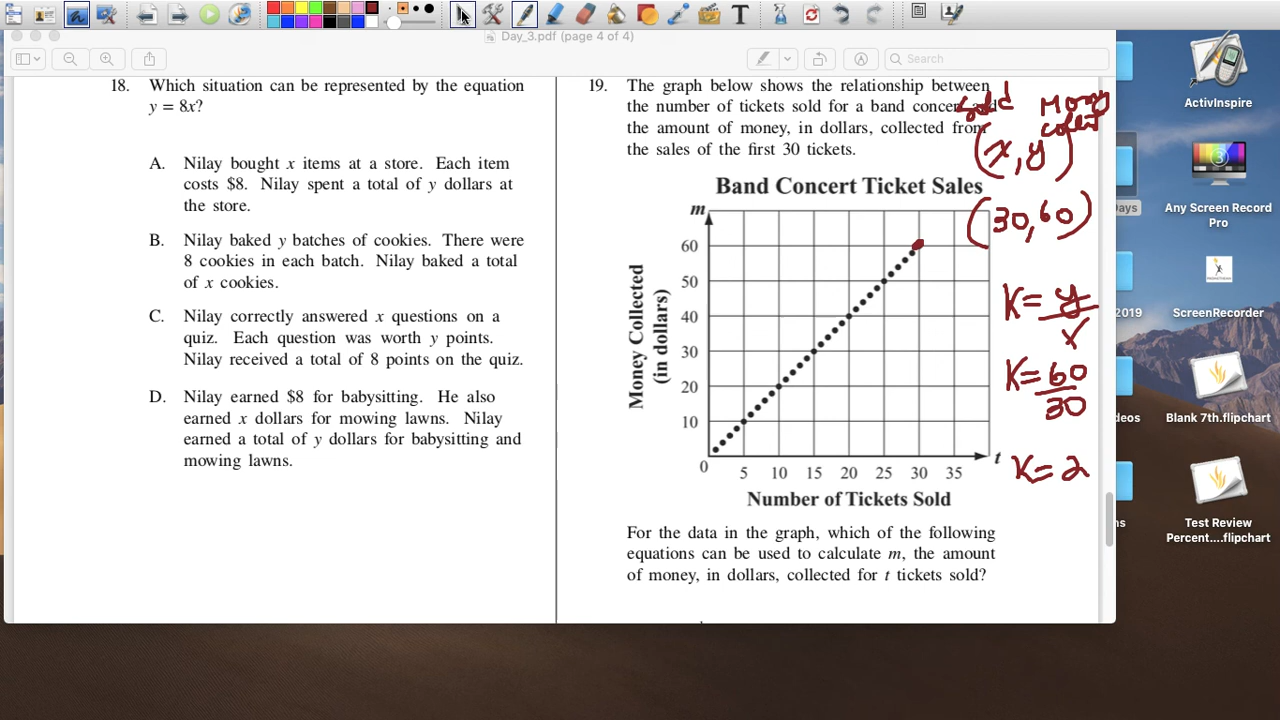 Day_3.pdf (page 4 of 4)
Search
18. Which situation can be represented by the equation
y = 8x?
A. Nilay bought x items at a store. Each item
costs $8. Nilay spent a total of y dollars at
the store.
B. Nilay baked y batches of cookies. There were
8 cookies in each batch. Nilay baked a total
of x cookies.
C. Nilay correctly answered x questions on a
quiz. Each question was worth y points.
Nilay received a total of 8 points on the quiz.
D. Nilay earned $8 for babysitting. He also
earned x dollars for mowing lawns. Nilay
earned a total of y dollars for babysitting and
mowing lawns.
19. The graph below shows the relationship between
the number of tickets sold for a band concert and
the amount of money, in dollars, collected from
the sales of the first 30 tickets.
Band Concert Ticket Sales
m
60
50
40
30
20
10
0
5 10 15 20 25 30 35
t
Money Collected
(in dollars)
Number of Tickets Sold
For the data in the graph, which of the following
equations can be used to calculate m, the amount
of money, in dollars, collected for t tickets sold?
Sold Money
(x, y)
(30, 60)
K = y
x
K = 60
30
K = 2
ActivInspire
Days
Any Screen Record
Pro
2019
ScreenRecorder
deos
Blank 7th.flipchart
ns
Test Review
Percent....flipchart